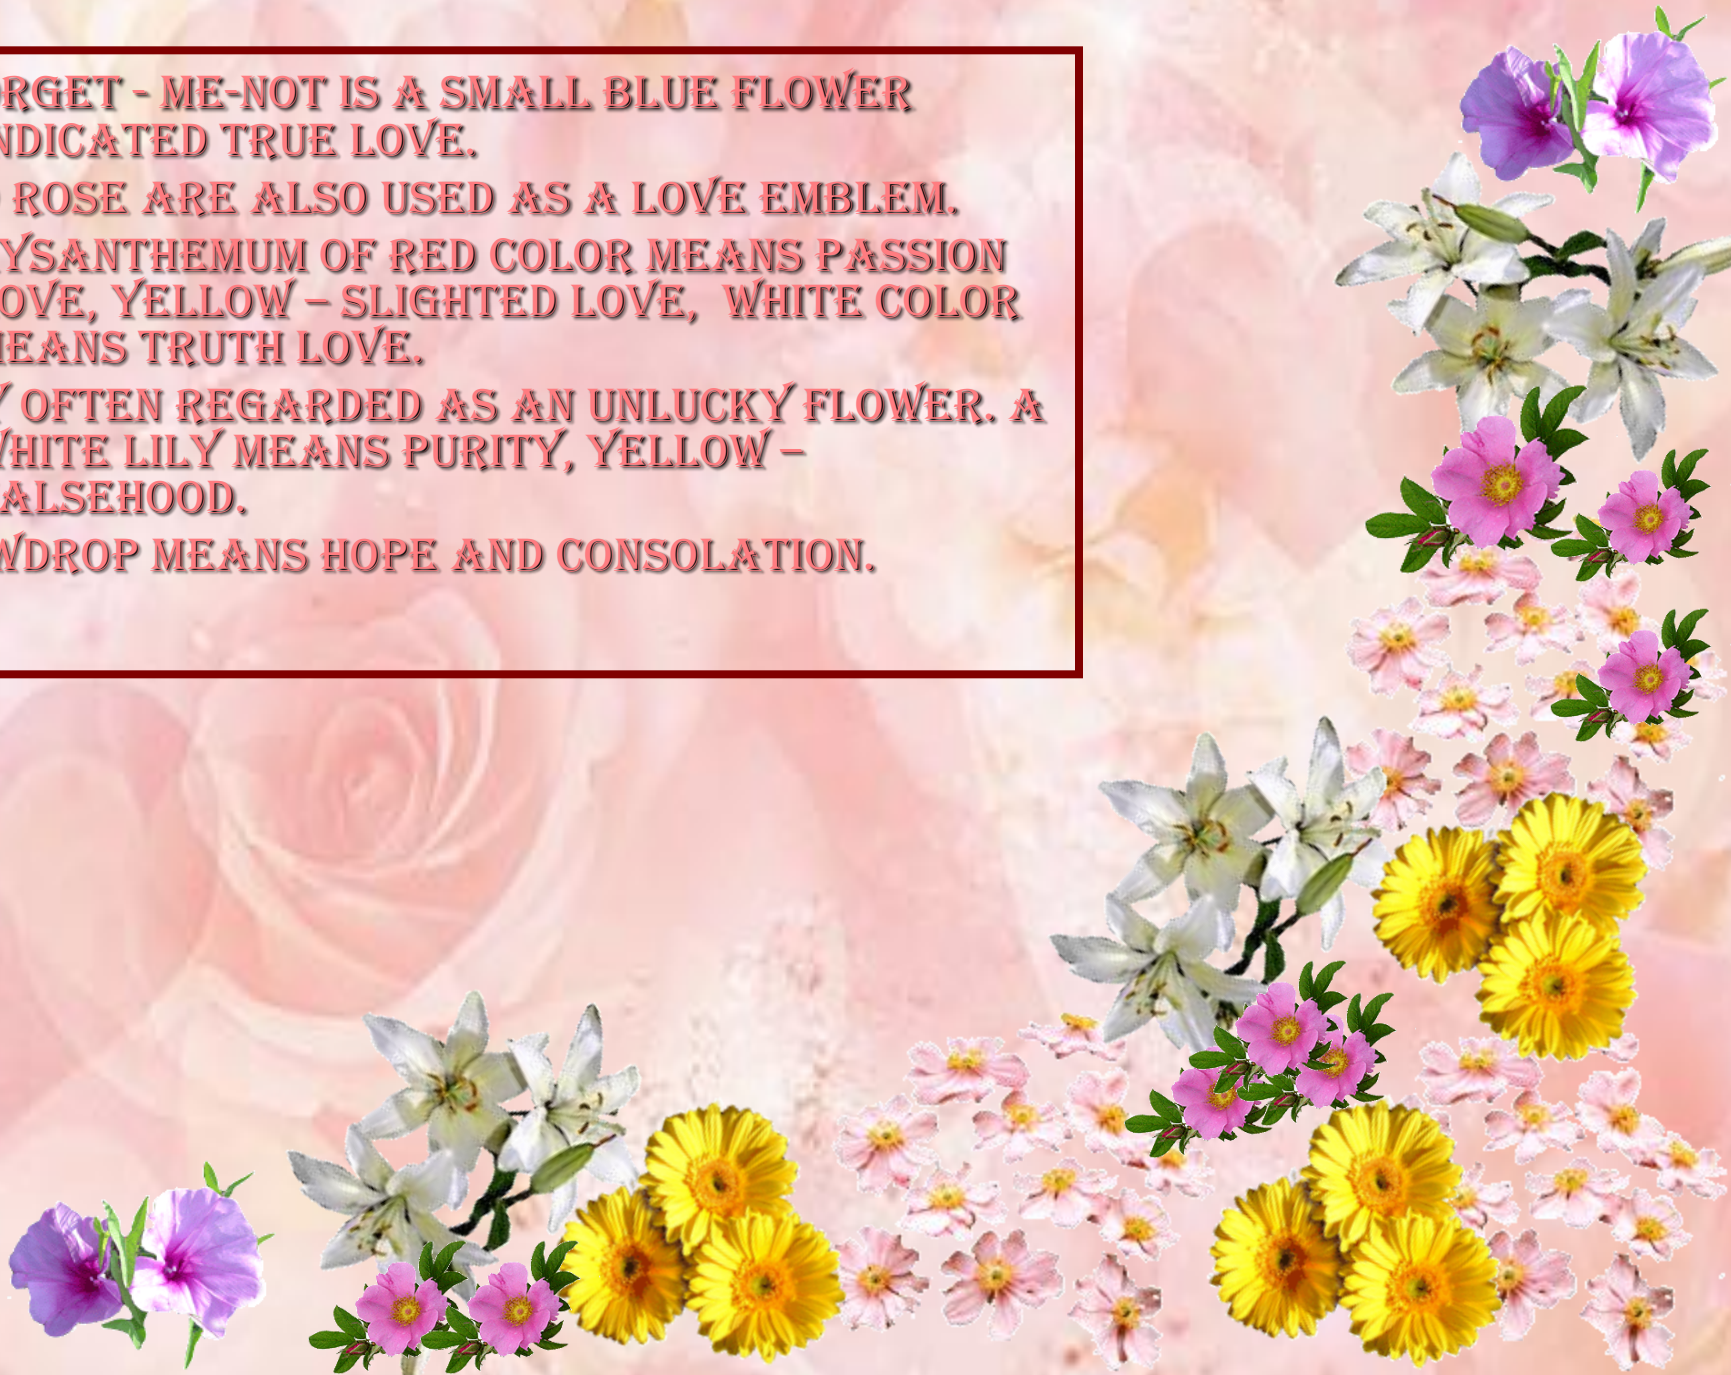 RGET - ME-NOT IS A SMALL BLUE FLOWER
NDICATED TRUE LOVE.
ROSE ARE ALSO USED AS A LOVE EMBLEM.
YSANTHEMUM OF RED COLOR MEANS PASSION
OVE, YELLOW – SLIGHTED LOVE, WHITE COLOR
EANS TRUTH LOVE.
Y OFTEN REGARDED AS AN UNLUCKY FLOWER. A
HITE LILY MEANS PURITY, YELLOW –
ALSEHOOD.
WDROP MEANS HOPE AND CONSOLATION.